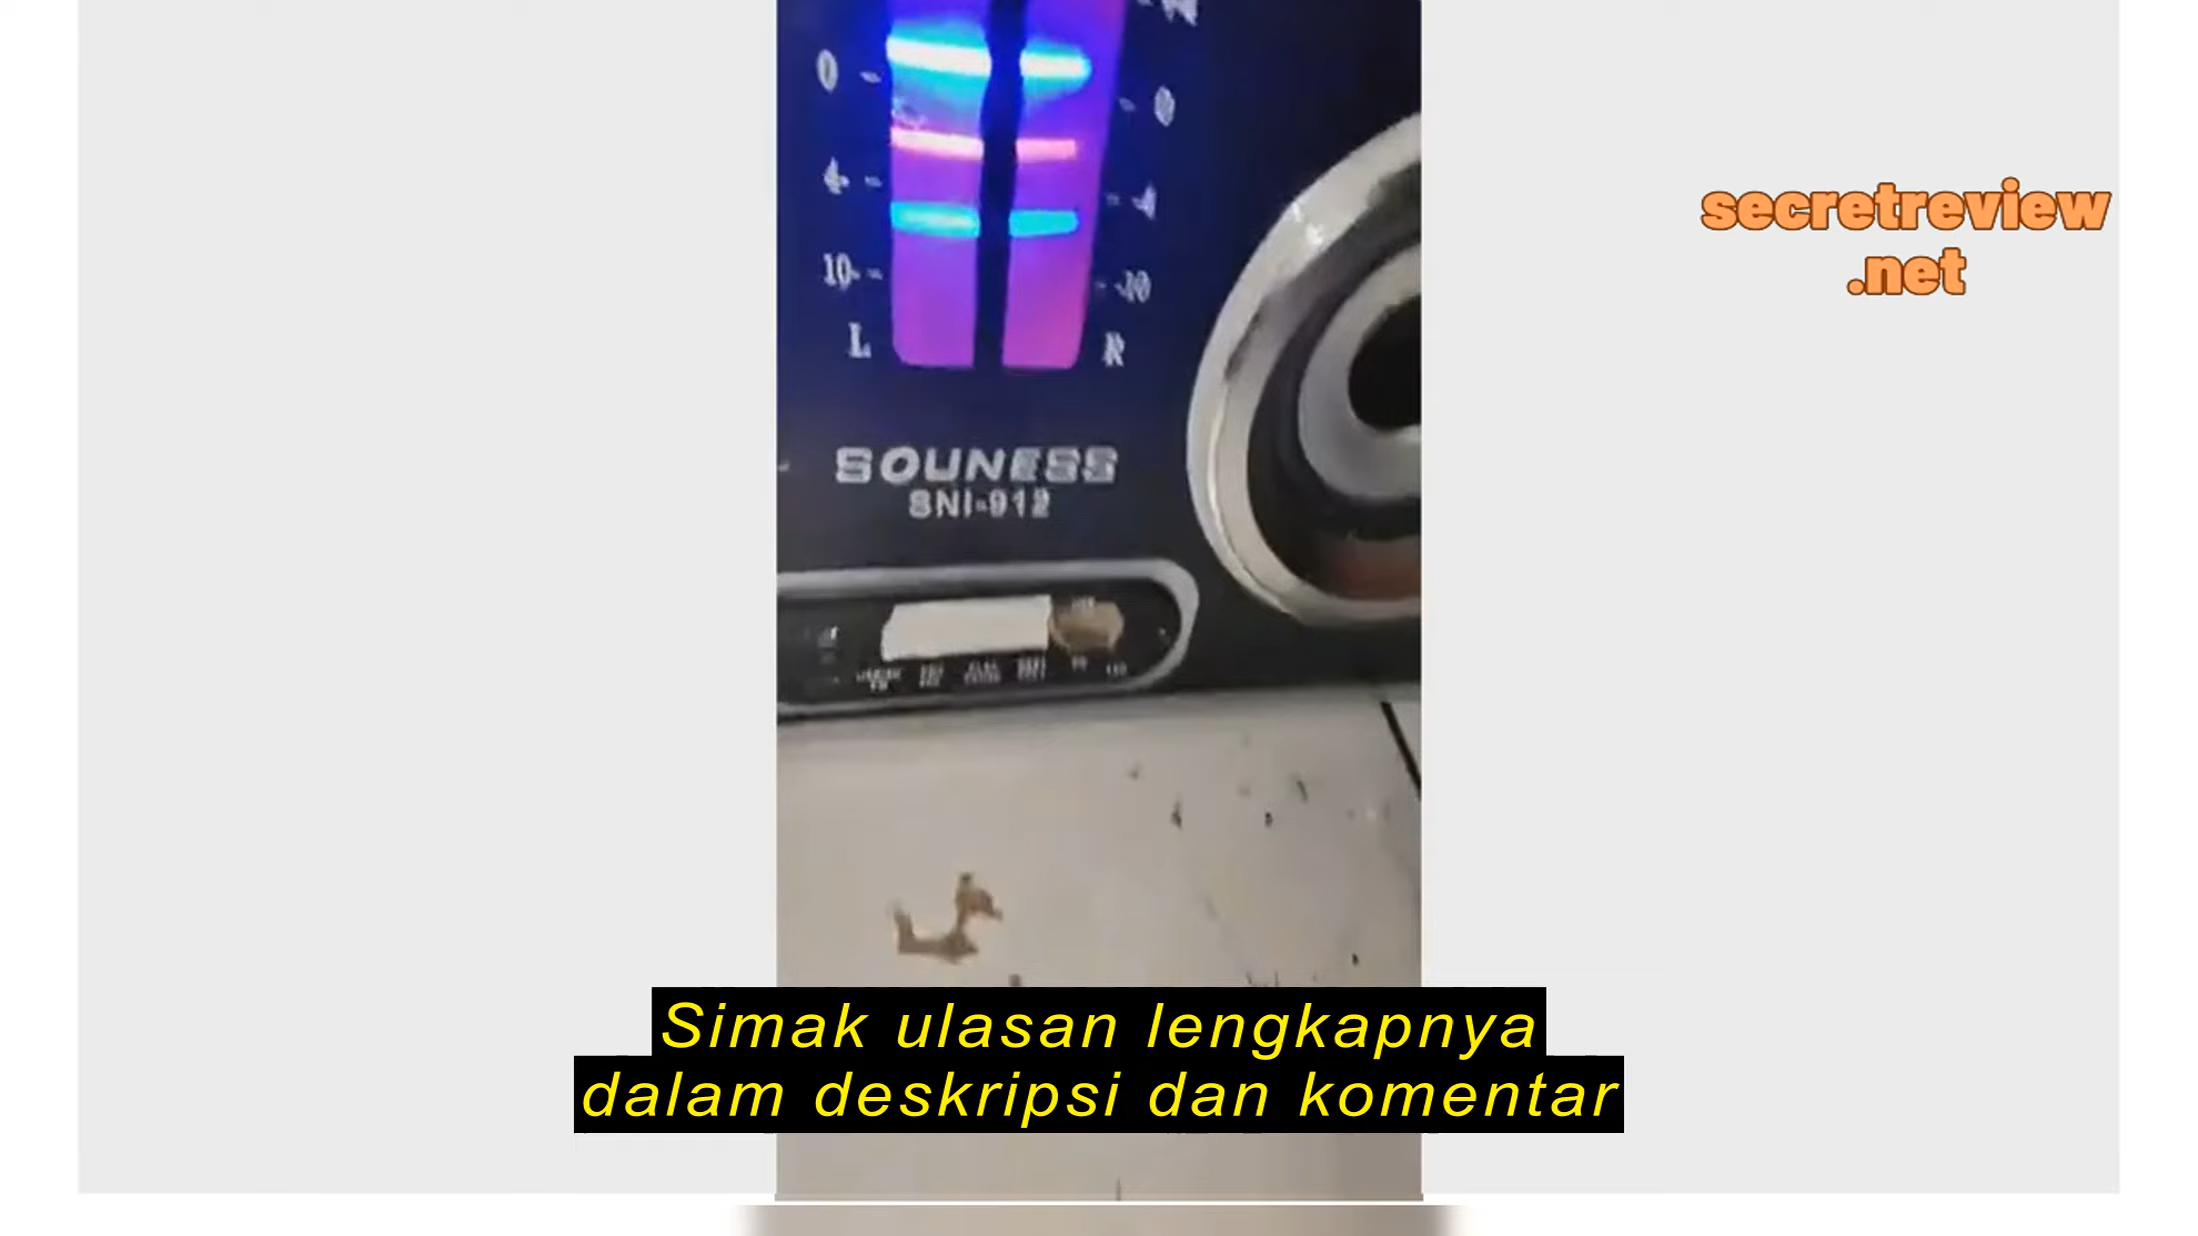 0
0
4
-4
10
-10
L
R
SOUNESS
SNI-912
secretreview
.net
Simak ulasan lengkapnya
dalam deskripsi dan komentar